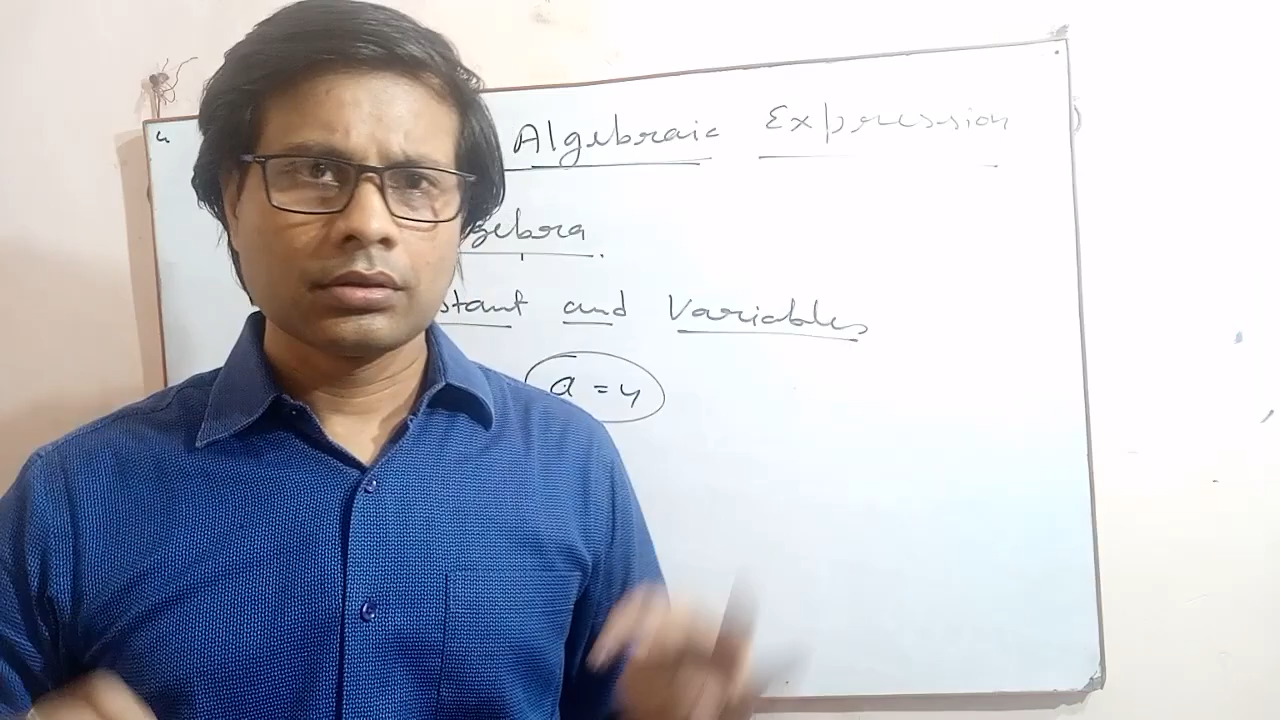 Algebraic Expression
gebra
stant and Variables
a = 4